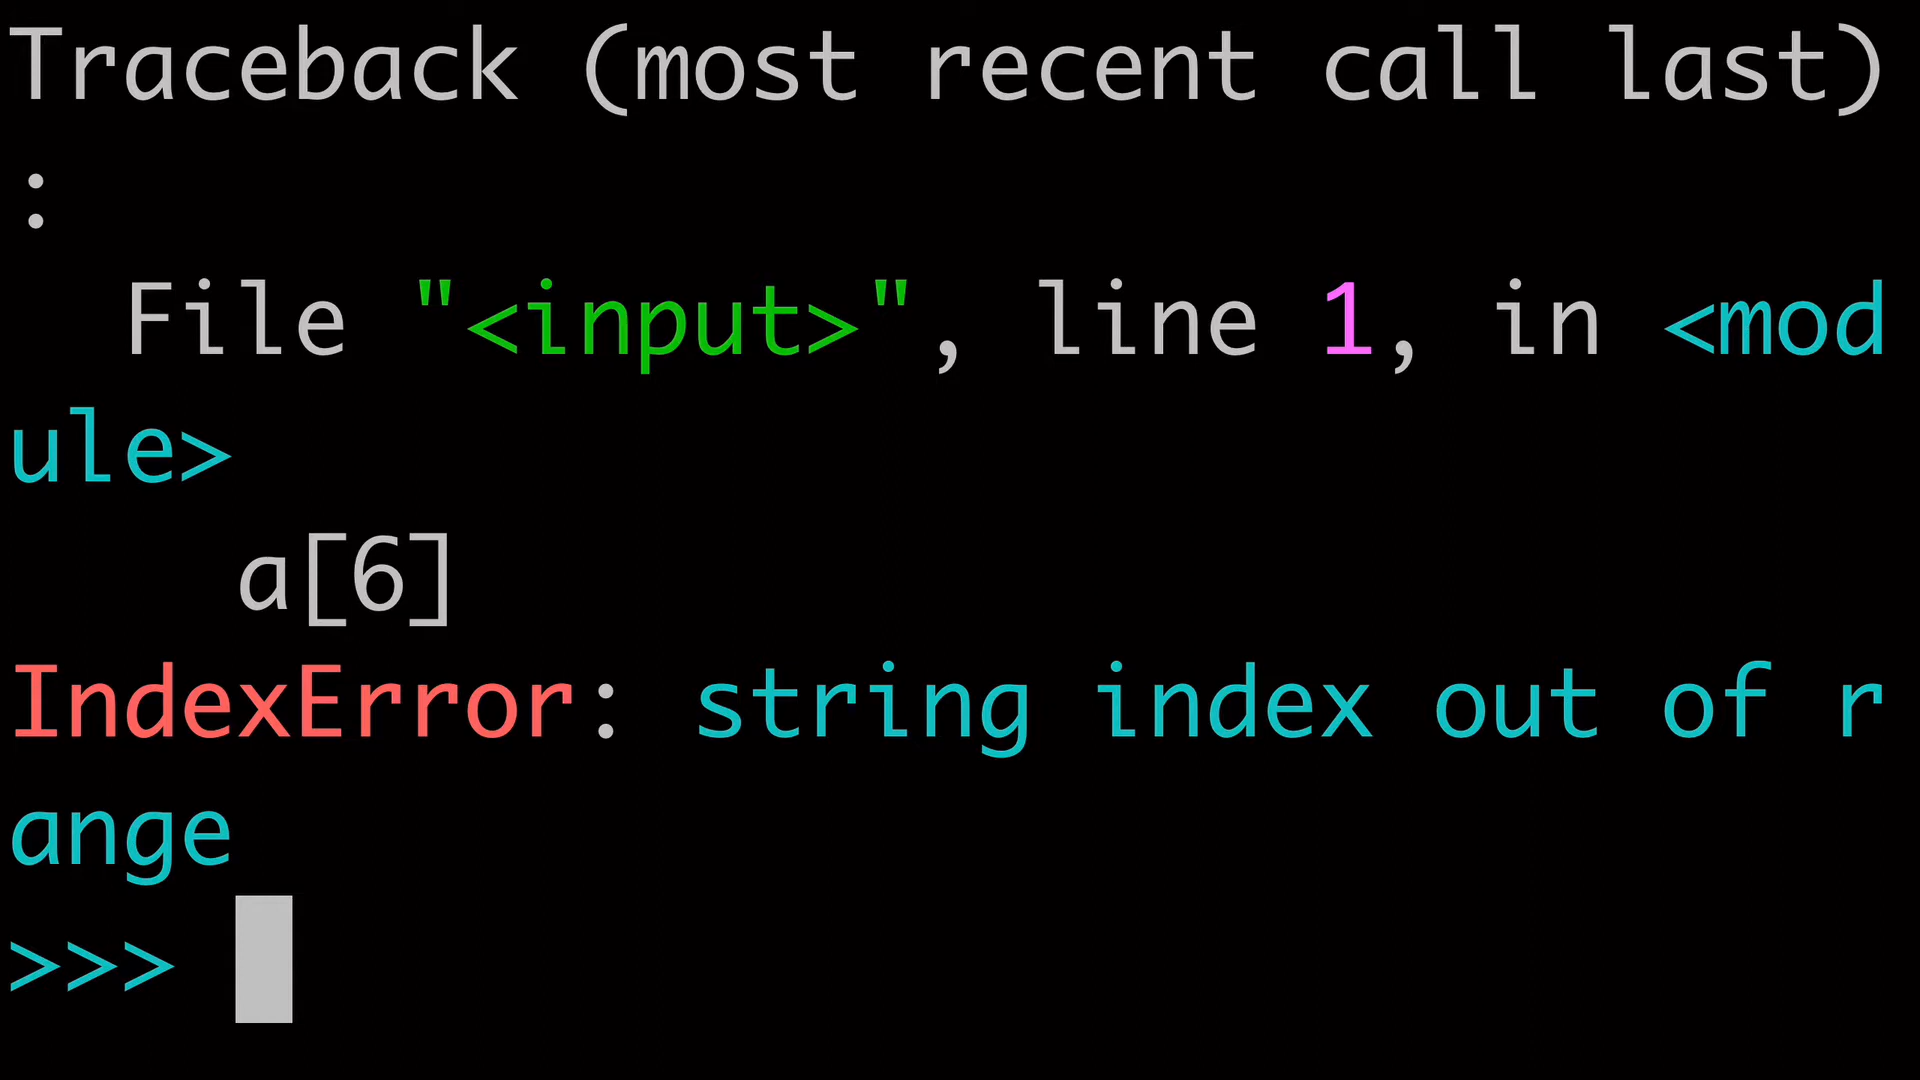 Traceback (most recent call last)
:
  File "<input>", line 1, in <mod
ule>
    a[6]
IndexError: string index out of r
ange
>>>